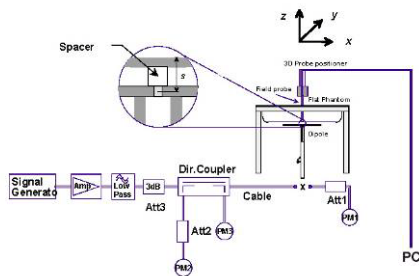 z
y
x
Spacer
s
3D Probe positioner
Field probe
Flat Phantom
Dipole
Signal
Generato
Amp
Low
Pass
3dB
Att3
Dir.Coupler
Cable
x
Att1
PM1
Att2
PM3
PM2
PC